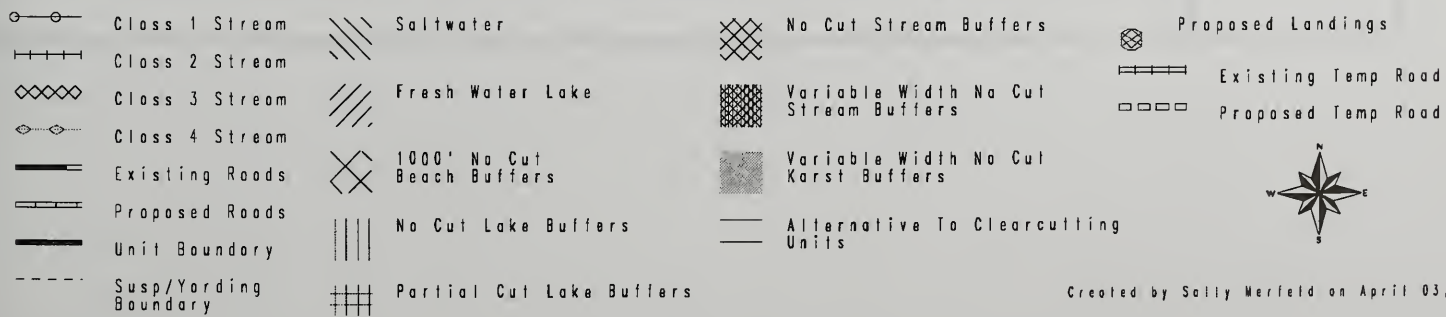 Class 1 Stream
Class 2 Stream
Class 3 Stream
Class 4 Stream
Existing Roads
Proposed Roads
Unit Boundary
Susp/Yarding
Boundary
Saltwater
Fresh Water Lake
1000' No Cut
Beach Buffers
No Cut Lake Buffers
Partial Cut Lake Buffers
No Cut Stream Buffers
Variable Width No Cut
Stream Buffers
Variable Width No Cut
Karst Buffers
Alternative To Clearcutting
Units
Proposed Landings
Existing Temp Road
Proposed Temp Road
N
W E
S
Created by Sally Merfeld on April 03,